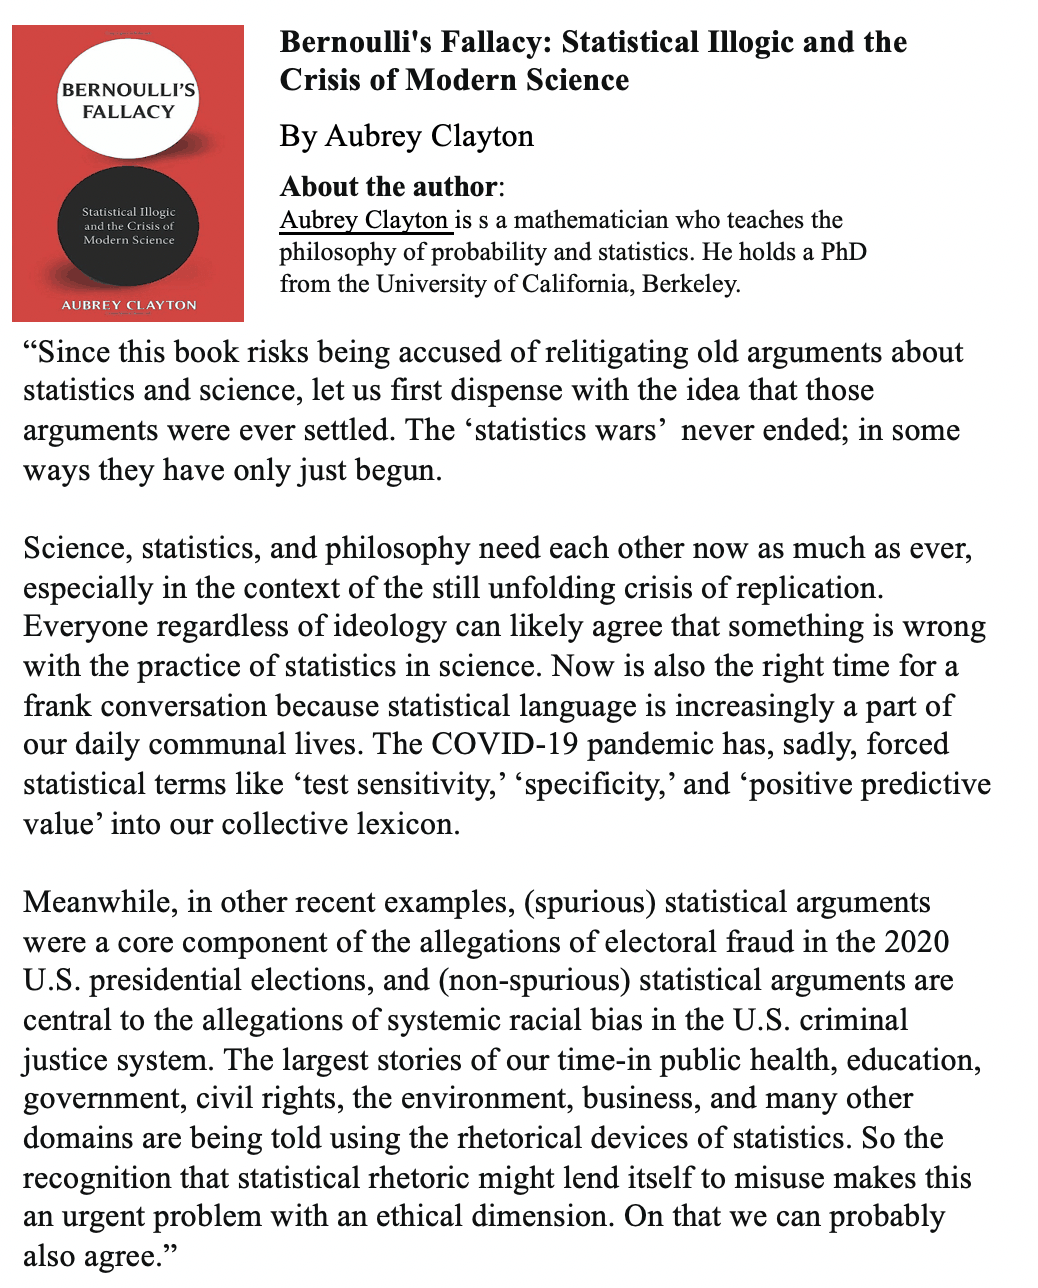 BERNOULLI'S
FALLACY
Statistical Illogic
and the Crisis of
Modern Science
AUBREY CLAYTON
Bernoulli's Fallacy: Statistical Illogic and the
Crisis of Modern Science
By Aubrey Clayton
About the author:
Aubrey Clayton is s a mathematician who teaches the
philosophy of probability and statistics. He holds a PhD
from the University of California, Berkeley.
“Since this book risks being accused of relitigating old arguments about
statistics and science, let us first dispense with the idea that those
arguments were ever settled. The ‘statistics wars’ never ended; in some
ways they have only just begun.
Science, statistics, and philosophy need each other now as much as ever,
especially in the context of the still unfolding crisis of replication.
Everyone regardless of ideology can likely agree that something is wrong
with the practice of statistics in science. Now is also the right time for a
frank conversation because statistical language is increasingly a part of
our daily communal lives. The COVID-19 pandemic has, sadly, forced
statistical terms like ‘test sensitivity,’ ‘specificity,’ and ‘positive predictive
value’ into our collective lexicon.
Meanwhile, in other recent examples, (spurious) statistical arguments
were a core component of the allegations of electoral fraud in the 2020
U.S. presidential elections, and (non-spurious) statistical arguments are
central to the allegations of systemic racial bias in the U.S. criminal
justice system. The largest stories of our time-in public health, education,
government, civil rights, the environment, business, and many other
domains are being told using the rhetorical devices of statistics. So the
recognition that statistical rhetoric might lend itself to misuse makes this
an urgent problem with an ethical dimension. On that we can probably
also agree.”